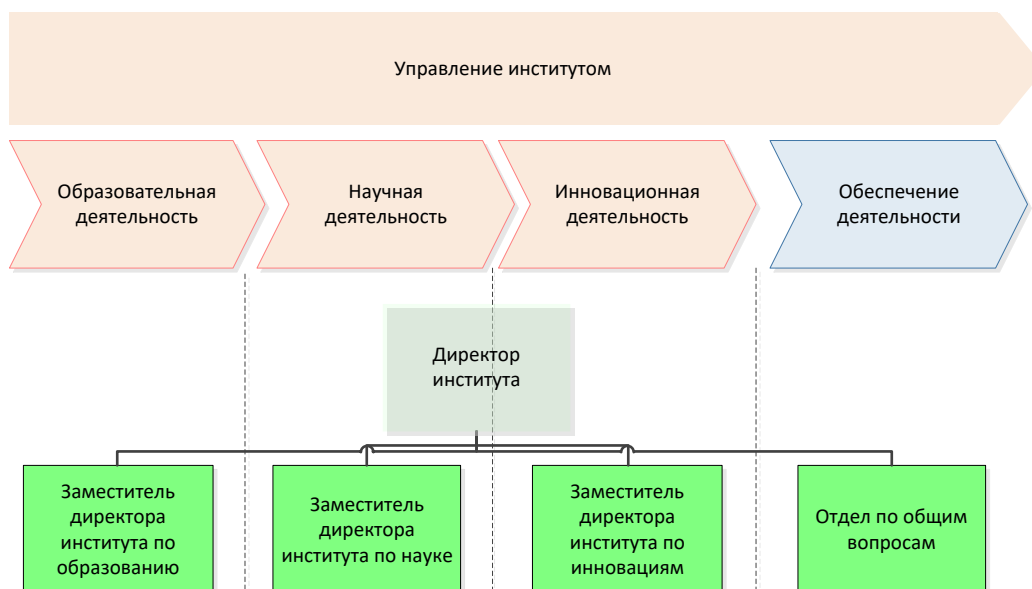 Управление институтом
Образовательная
деятельность
Научная
деятельность
Инновационная
деятельность
Обеспечение
деятельности
Директор
института
Заместитель
директора
института по
образованию
Заместитель
директора
института по науке
Заместитель
директора
института по
инновациям
Отдел по общим
вопросам